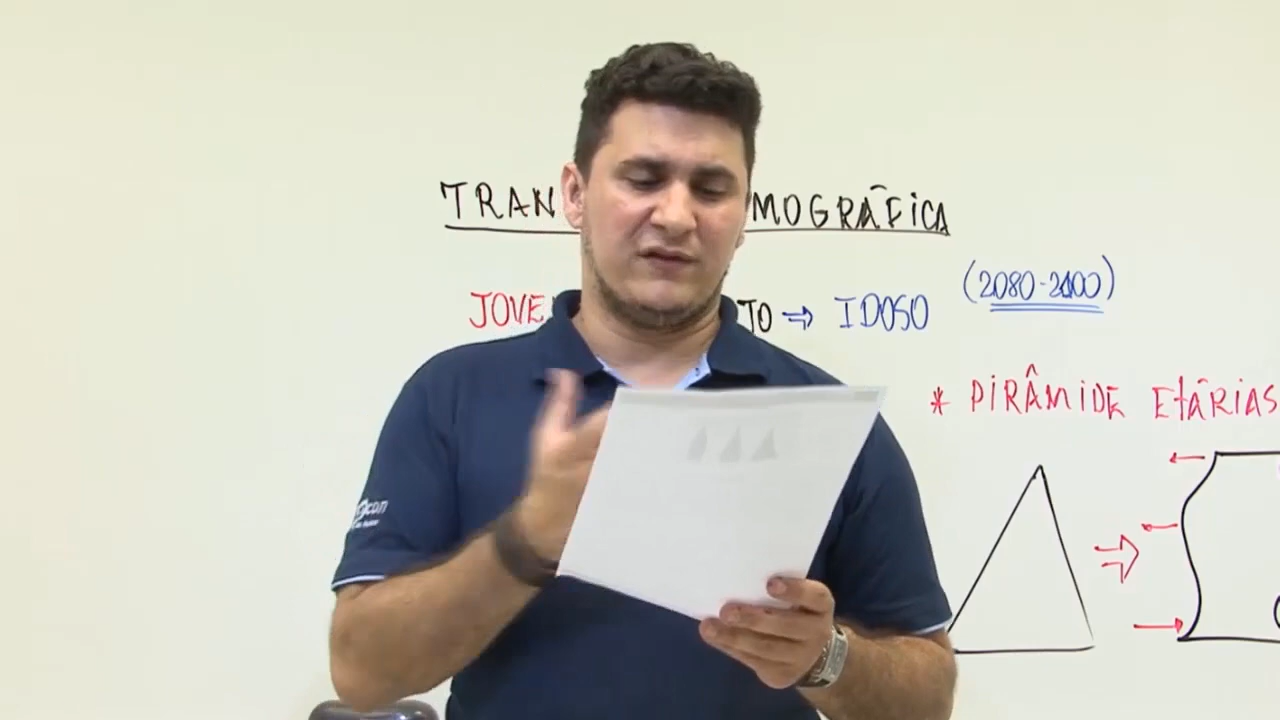 TRAN MOGRÁFICA
(2080-2100)
JOVE TO ⇒ IDOSO
* PIRÂMIDE ETÁRIAS